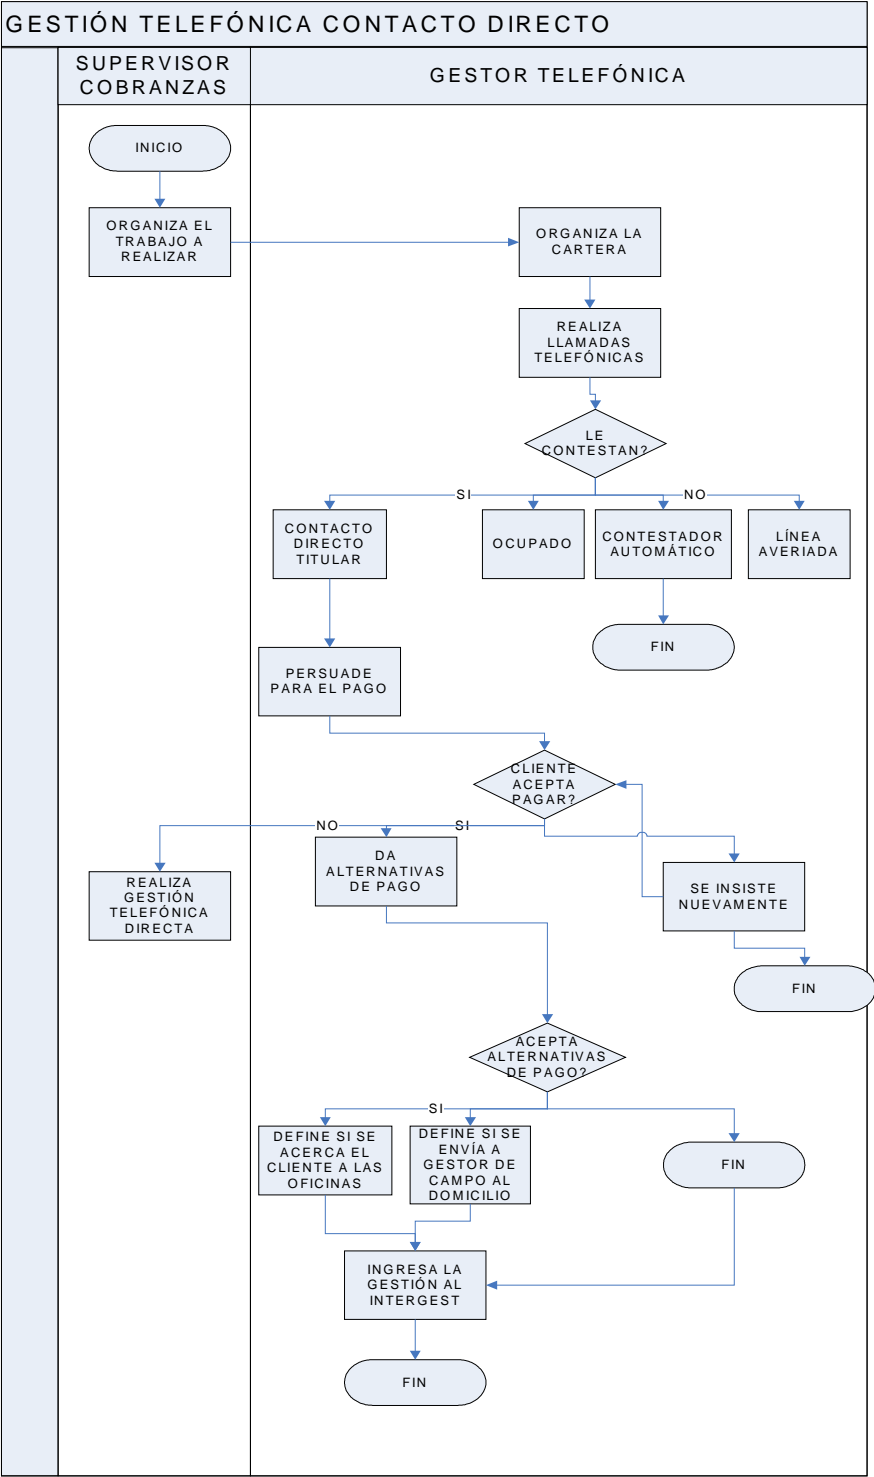 GESTIÓN TELEFÓNICA CONTACTO DIRECTO
SUPERVISOR
COBRANZAS
GESTOR TELEFÓNICA
INICIO
ORGANIZA EL
TRABAJO A
REALIZAR
ORGANIZA LA
CARTERA
REALIZA
LLAMADAS
TELEFÓNICAS
LE
CONTESTAN?
SI
NO
CONTACTO
DIRECTO
TITULAR
OCUPADO
CONTESTADOR
AUTOMÁTICO
LÍNEA
AVERIADA
FIN
PERSUADE
PARA EL PAGO
CLIENTE
ACEPTA
PAGAR?
NO
SI
DA
ALTERNATIVAS
DE PAGO
REALIZA
GESTIÓN
TELEFÓNICA
DIRECTA
SE INSISTE
NUEVAMENTE
FIN
ACEPTA
ALTERNATIVAS
DE PAGO?
SI
DEFINE SI SE
ACERCA EL
CLIENTE A LAS
OFICINAS
DEFINE SI SE
ENVÍA A
GESTOR DE
CAMPO AL
DOMICILIO
FIN
INGRESA LA
GESTIÓN AL
INTERGEST
FIN